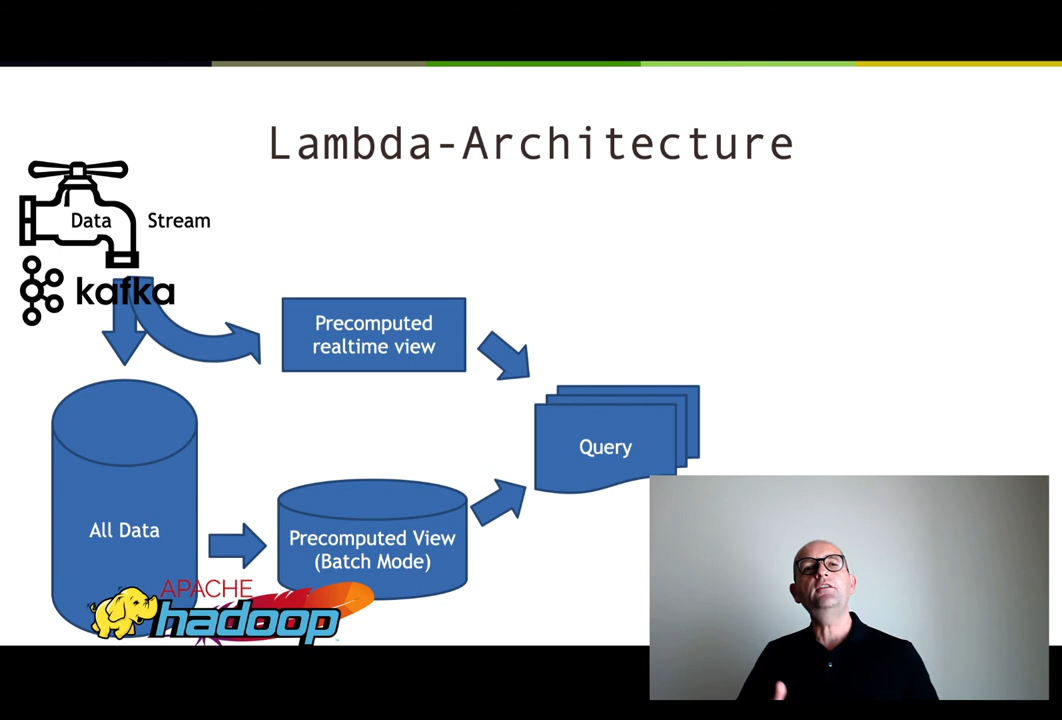 Lambda-Architecture
Data Stream
kafka
Precomputed
realtime view
Query
All Data
Precomputed View
(Batch Mode)
APACHE
hadoop